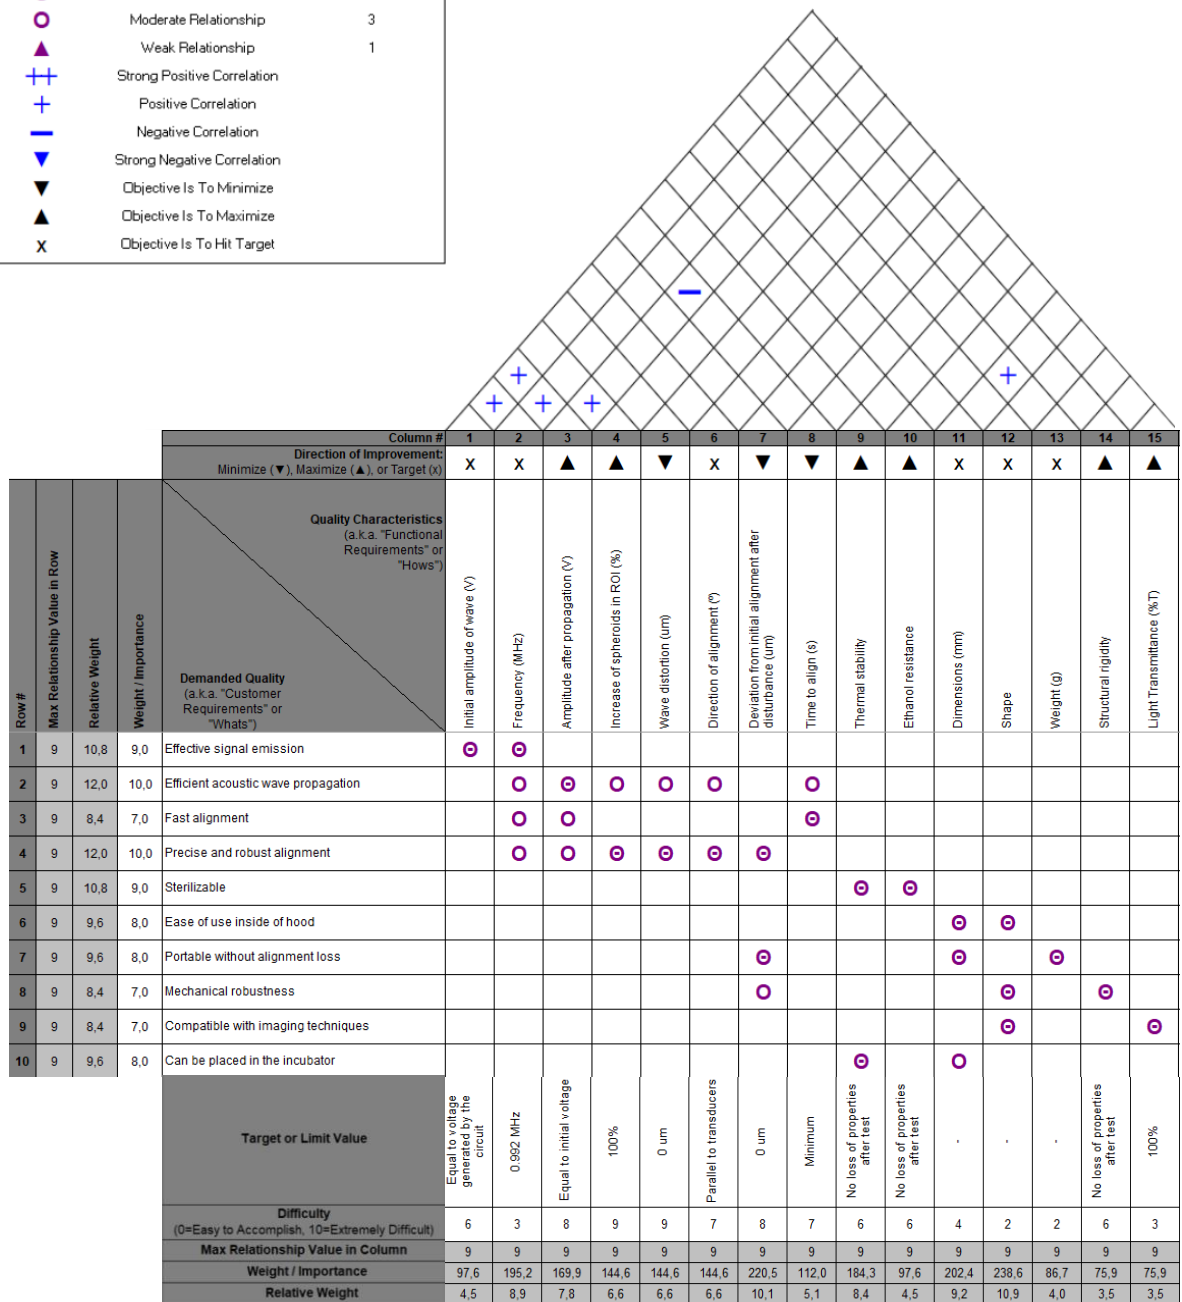 Moderate Relationship 3
Weak Relationship 1
Strong Positive Correlation
Positive Correlation
Negative Correlation
Strong Negative Correlation
Objective Is To Minimize
Objective Is To Maximize
Objective Is To Hit Target
Column # 1 2 3 4 5 6 7 8 9 10 11 12 13 14 15
Direction of Improvement:
Minimize (▼), Maximize (▲), or Target (x) x x ▲ ▲ ▼ x ▼ ▼ ▲ ▲ x x x ▲ ▲
Row #
Max Relationship Value in Row
Relative Weight
Weight / Importance
Quality Characteristics
(a.k.a. "Functional
Requirements" or
"Hows")
Demanded Quality
(a.k.a. "Customer
Requirements" or
"Whats")
Initial amplitude of wave (V)
Frequency (MHz)
Amplitude after propagation (V)
Increase of spheroids in ROI (%)
Wave distortion (um)
Direction of alignment (º)
Deviation from initial alignment after
disturbance (um)
Time to align (s)
Thermal stability
Ethanol resistance
Dimensions (mm)
Shape
Weight (g)
Structural rigidity
Light Transmittance (%T)
1 9 10,8 9,0 Effective signal emission
2 9 12,0 10,0 Efficient acoustic wave propagation
3 9 8,4 7,0 Fast alignment
4 9 12,0 10,0 Precise and robust alignment
5 9 10,8 9,0 Sterilizable
6 9 9,6 8,0 Ease of use inside of hood
7 9 9,6 8,0 Portable without alignment loss
8 9 8,4 7,0 Mechanical robustness
9 9 8,4 7,0 Compatible with imaging techniques
10 9 9,6 8,0 Can be placed in the incubator
Target or Limit Value
Equal to voltage
generated by the
circuit
0.992 MHz
Equal to initial voltage
100%
0 um
Parallel to transducers
0 um
Minimum
No loss of properties
after test
No loss of properties
after test
-
-
-
No loss of properties
after test
100%
Difficulty
(0=Easy to Accomplish, 10=Extremely Difficult) 6 3 8 9 9 7 8 7 6 6 4 2 2 6 3
Max Relationship Value in Column 9 9 9 9 9 9 9 9 9 9 9 9 9 9 9
Weight / Importance 97,6 195,2 169,9 144,6 144,6 144,6 220,5 112,0 184,3 97,6 202,4 238,6 86,7 75,9 75,9
Relative Weight 4,5 8,9 7,8 6,6 6,6 6,6 10,1 5,1 8,4 4,5 9,2 10,9 4,0 3,5 3,5